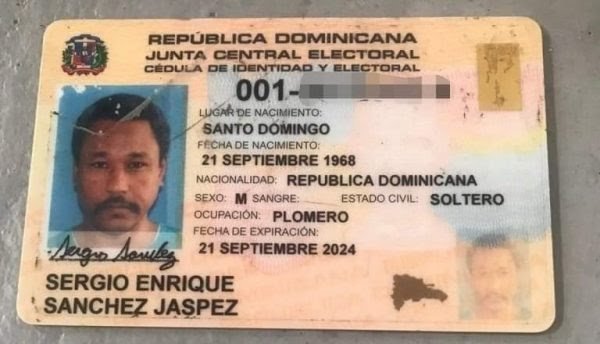 REPÚBLICA DOMINICANA
JUNTA CENTRAL ELECTORAL
CÉDULA DE IDENTIDAD Y ELECTORAL
001-
LUGAR DE NACIMIENTO:
SANTO DOMINGO
FECHA DE NACIMIENTO:
21 SEPTIEMBRE 1968
NACIONALIDAD: REPUBLICA DOMINICANA
SEXO: M SANGRE: ESTADO CIVIL: SOLTERO
OCUPACIÓN: PLOMERO
FECHA DE EXPIRACIÓN:
21 SEPTIEMBRE 2024
Sergio Sanchez
SERGIO ENRIQUE
SANCHEZ JASPEZ